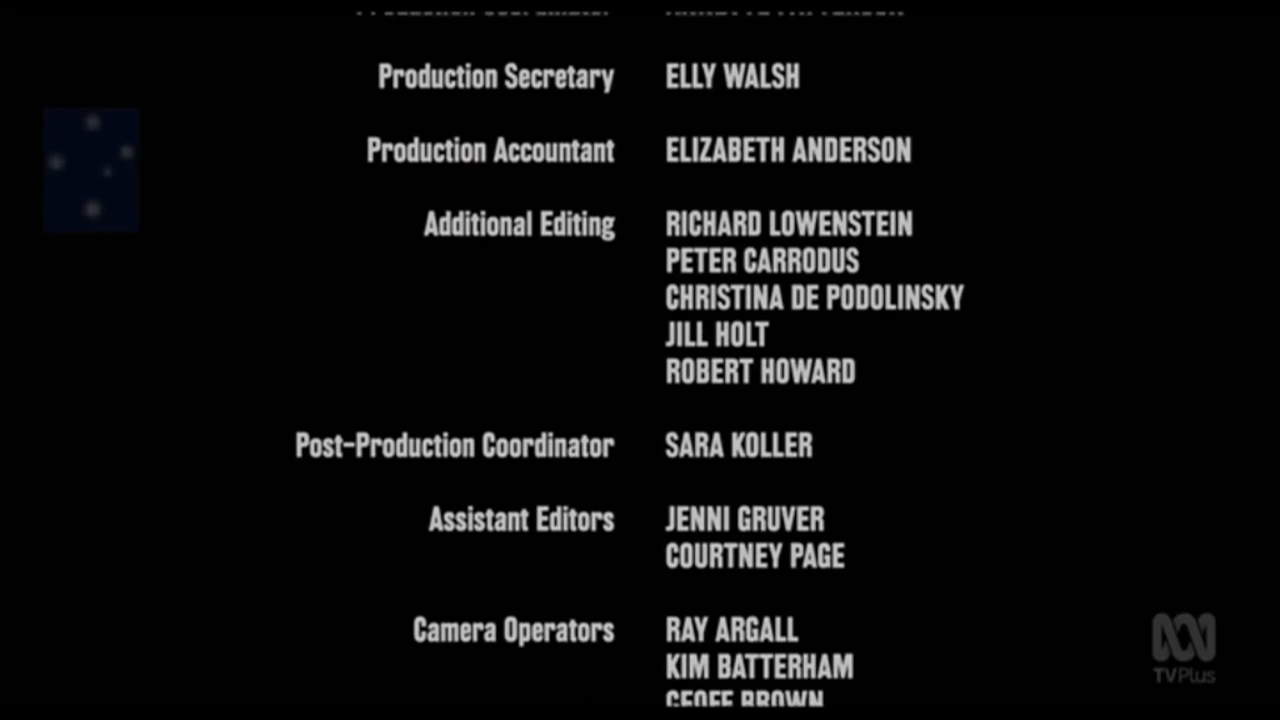 Production Secretary ELLY WALSH
Production Accountant ELIZABETH ANDERSON
Additional Editing RICHARD LOWENSTEIN
PETER CARRODUS
CHRISTINA DE PODOLINSKY
JILL HOLT
ROBERT HOWARD
Post-Production Coordinator SARA KOLLER
Assistant Editors JENNI GRUVER
COURTNEY PAGE
Camera Operators RAY ARGALL
KIM BATTERHAM
GEOFF BROWN
TVPlus